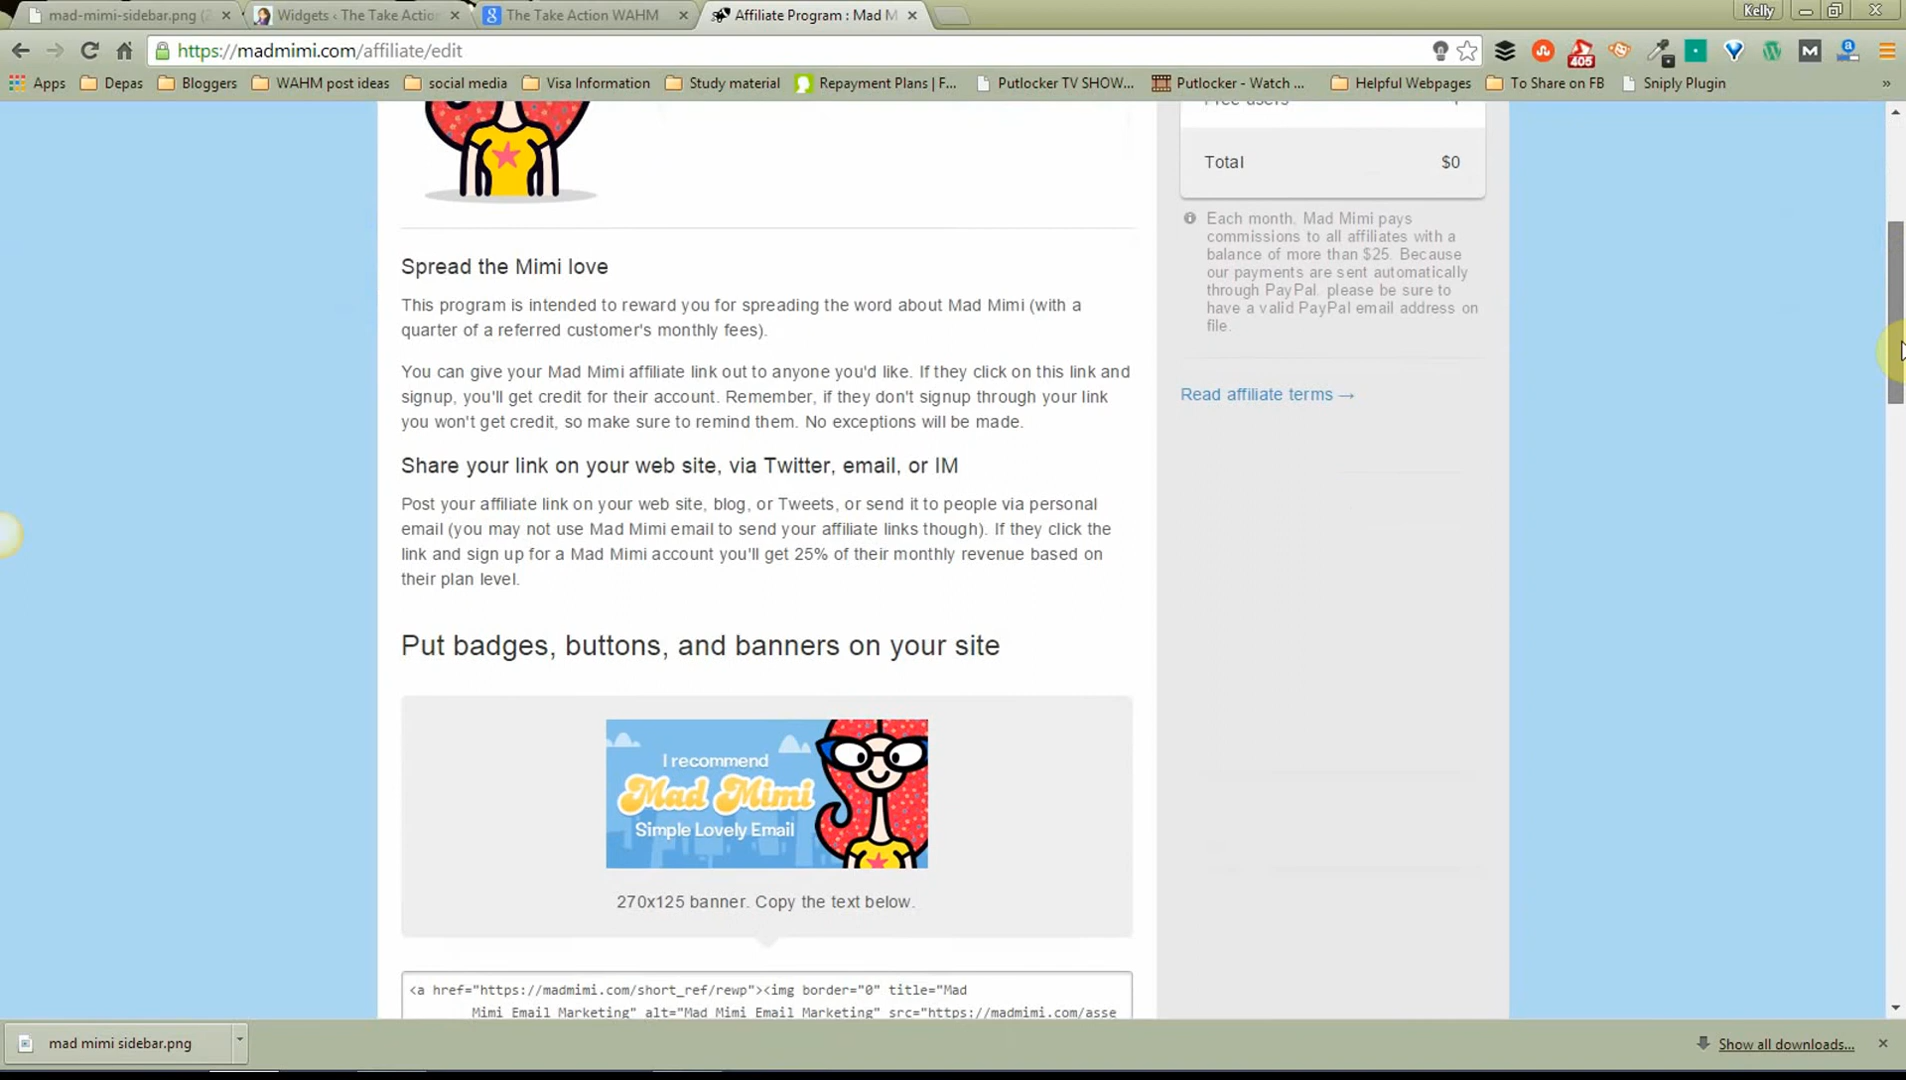 mad-mimi-sidebar.png (2
Widgets ‹ The Take Actio
The Take Action WAHM
Affiliate Program : Mad M
Kelly
https://madmimi.com/affiliate/edit
405
Apps
Depas
Bloggers
WAHM post ideas
social media
Visa Information
Study material
Repayment Plans | F...
Putlocker TV SHOW...
Putlocker - Watch ...
Helpful Webpages
To Share on FB
Sniply Plugin
»
Free users
Total $0
Each month, Mad Mimi pays
commissions to all affiliates with a
balance of more than $25. Because
our payments are sent automatically
through PayPal, please be sure to
have a valid PayPal email address on
file.
Read affiliate terms →
Spread the Mimi love
This program is intended to reward you for spreading the word about Mad Mimi (with a
quarter of a referred customer's monthly fees).
You can give your Mad Mimi affiliate link out to anyone you'd like. If they click on this link and
signup, you'll get credit for their account. Remember, if they don't signup through your link
you won't get credit, so make sure to remind them. No exceptions will be made.
Share your link on your web site, via Twitter, email, or IM
Post your affiliate link on your web site, blog, or Tweets, or send it to people via personal
email (you may not use Mad Mimi email to send your affiliate links though). If they click the
link and sign up for a Mad Mimi account you'll get 25% of their monthly revenue based on
their plan level.
Put badges, buttons, and banners on your site
I recommend
Mad Mimi
Simple Lovely Email
270x125 banner. Copy the text below.
<a href="https://madmimi.com/short_ref/rewp"><img border="0" title="Mad
Mimi Email Marketing" alt="Mad Mimi Email Marketing" src="https://madmimi.com/asse
mad mimi sidebar.png
Show all downloads...